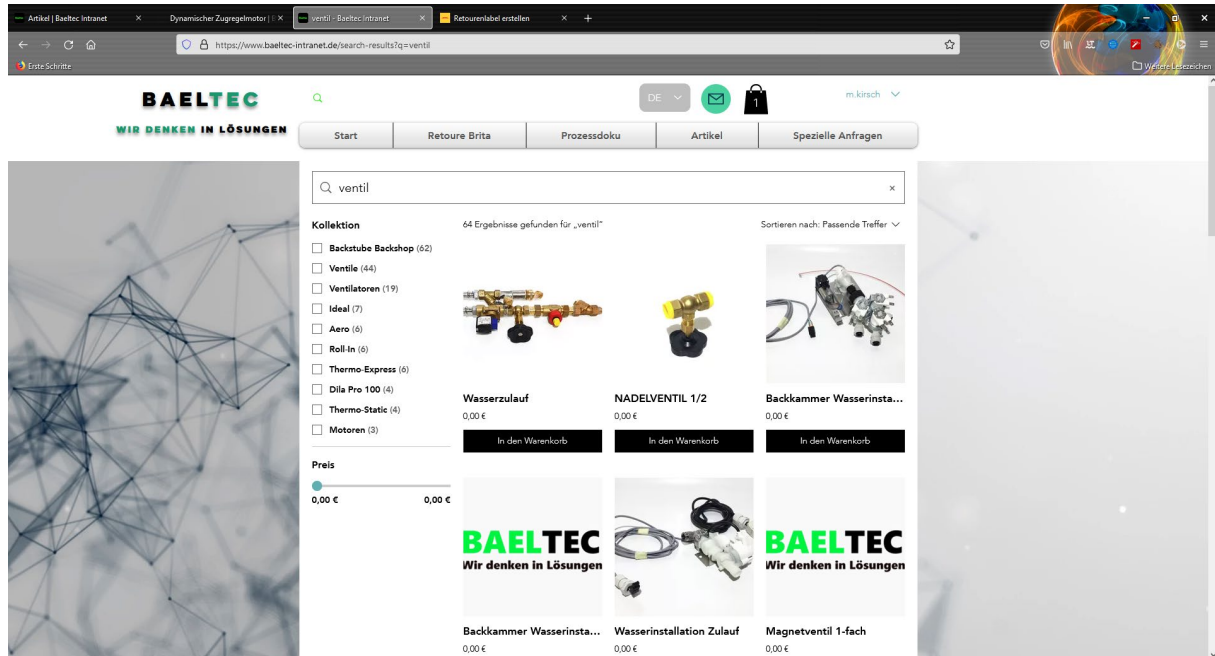 Artikel | Baeltec Intranet
Dynamischer Zugregelmotor |
ventil - Baeltec Intranet
Retourenlabel erstellen
https://www.baeltec-intranet.de/search-results?q=ventil
Erste Schritte
Weitere Lesezeichen
BAELTEC
WIR DENKEN IN LÖSUNGEN
DE
1
m.kirsch
Start
Retoure Brita
Prozessdoku
Artikel
Spezielle Anfragen
ventil
Kollektion
64 Ergebnisse gefunden für „ventil“
Sortieren nach: Passende Treffer
Backstube Backshop (62)
Ventile (44)
Ventilatoren (19)
Ideal (7)
Aero (6)
Roll-In (6)
Thermo-Express (6)
Dila Pro 100 (4)
Thermo-Static (4)
Motoren (3)
Preis
0,00 € 0,00 €
Wasserzulauf
0,00 €
In den Warenkorb
NADELVENTIL 1/2
0,00 €
In den Warenkorb
Backkammer Wasserinsta...
0,00 €
In den Warenkorb
BAELTEC
Wir denken in Lösungen
Backkammer Wasserinsta...
0,00 €
Wasserinstallation Zulauf
0,00 €
BAELTEC
Wir denken in Lösungen
Magnetventil 1-fach
0,00 €